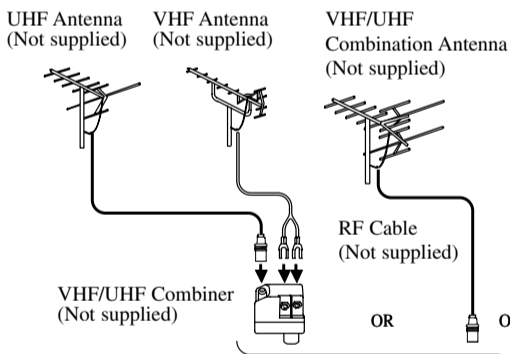 UHF Antenna
(Not supplied)
VHF Antenna
(Not supplied)
VHF/UHF
Combination Antenna
(Not supplied)
RF Cable
(Not supplied)
VHF/UHF Combiner
(Not supplied)
OR